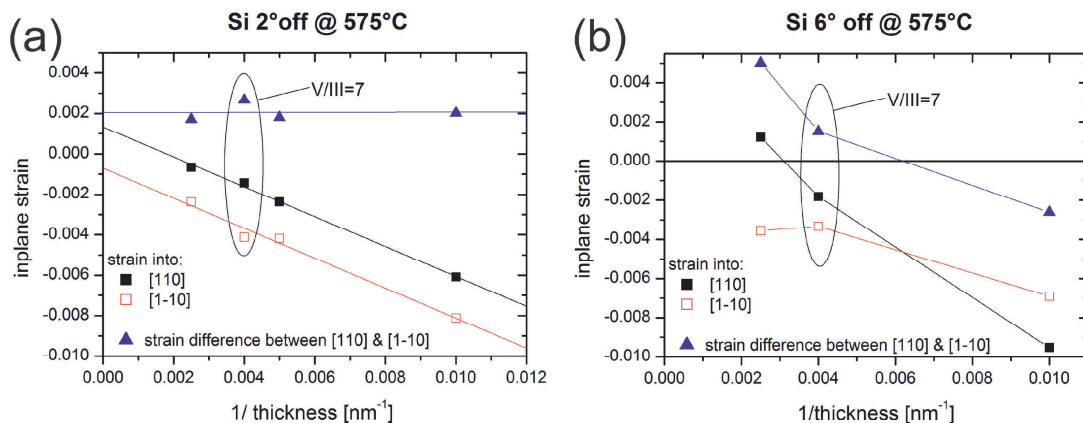 (a)
Si 2°off @ 575°C
0.004
0.002
0.000
-0.002
-0.004
-0.006
-0.008
-0.010
inplane strain
V/III=7
strain into:
[110]
[1-10]
strain difference between [110] & [1-10]
0.000 0.002 0.004 0.006 0.008 0.010 0.012
1/ thickness [nm-1]
(b)
Si 6° off @ 575°C
0.004
0.002
0.000
-0.002
-0.004
-0.006
-0.008
-0.010
inplane strain
V/III=7
strain into:
[110]
[1-10]
strain difference between [110] & [1-10]
0.000 0.002 0.004 0.006 0.008 0.010
1/thickness [nm-1]